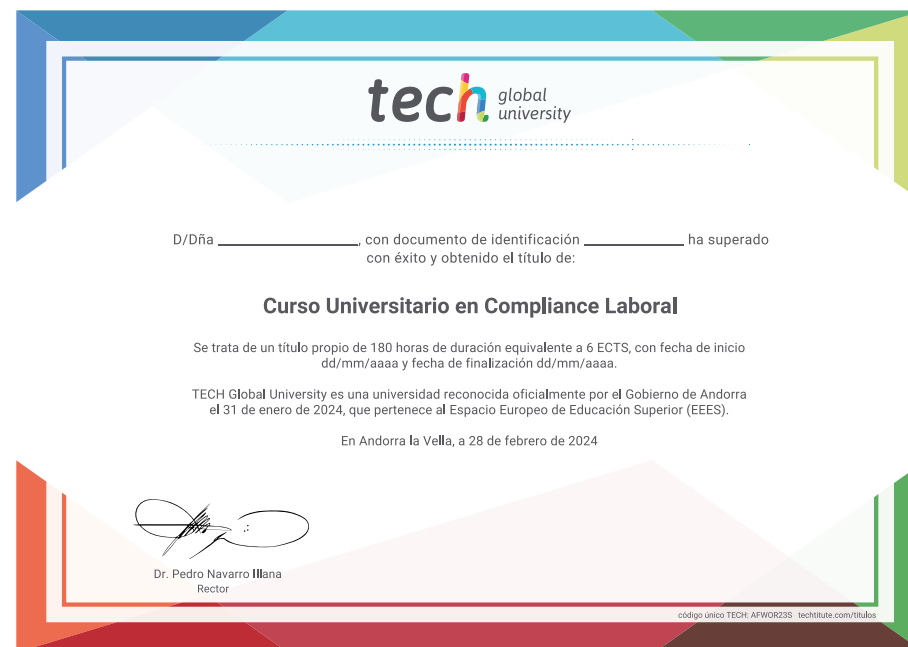 tech global university
D/Dña ____________________, con documento de identificación ______________ ha superado
con éxito y obtenido el título de:
Curso Universitario en Compliance Laboral
Se trata de un título propio de 180 horas de duración equivalente a 6 ECTS, con fecha de inicio
dd/mm/aaaa y fecha de finalización dd/mm/aaaa.
TECH Global University es una universidad reconocida oficialmente por el Gobierno de Andorra
el 31 de enero de 2024, que pertenece al Espacio Europeo de Educación Superior (EEES).
En Andorra la Vella, a 28 de febrero de 2024
Dr. Pedro Navarro Illana
Rector
código único TECH: AFWOR23S techtitute.com/titulos